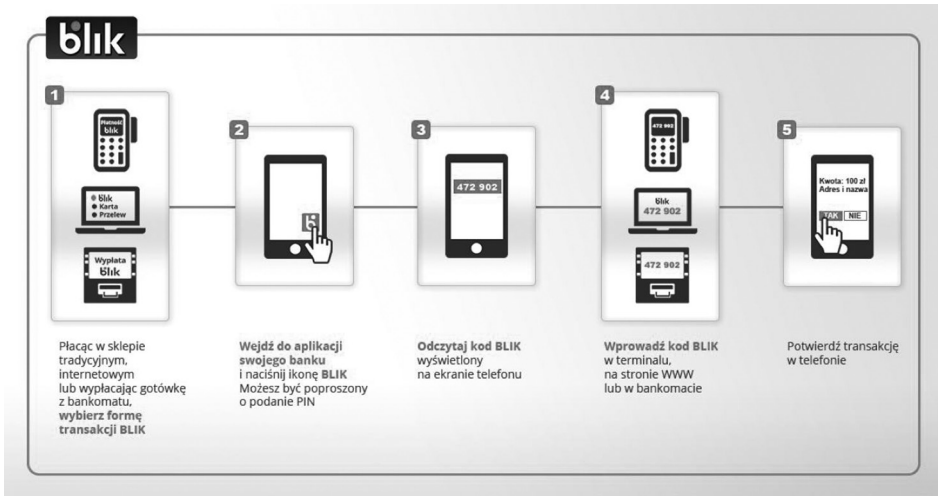 blik
1
Płatność
blik
blik
Karta
Przelew
Wypłata
blik
Płacąc w sklepie
tradycyjnym,
internetowym
lub wypłacając gotówkę
z bankomatu,
wybierz formę
transakcji BLIK
2
b
Wejdź do aplikacji
swojego banku
i naciśnij ikonę BLIK
Możesz być poproszony
o podanie PIN
3
472 902
Odczytaj kod BLIK
wyświetlony
na ekranie telefonu
4
472 902
blik
472 902
472 902
Wprowadź kod BLIK
w terminalu,
na stronie WWW
lub w bankomacie
5
Kwota: 100 zł
Adres i nazwa
TAK NIE
Potwierdź transakcję
w telefonie